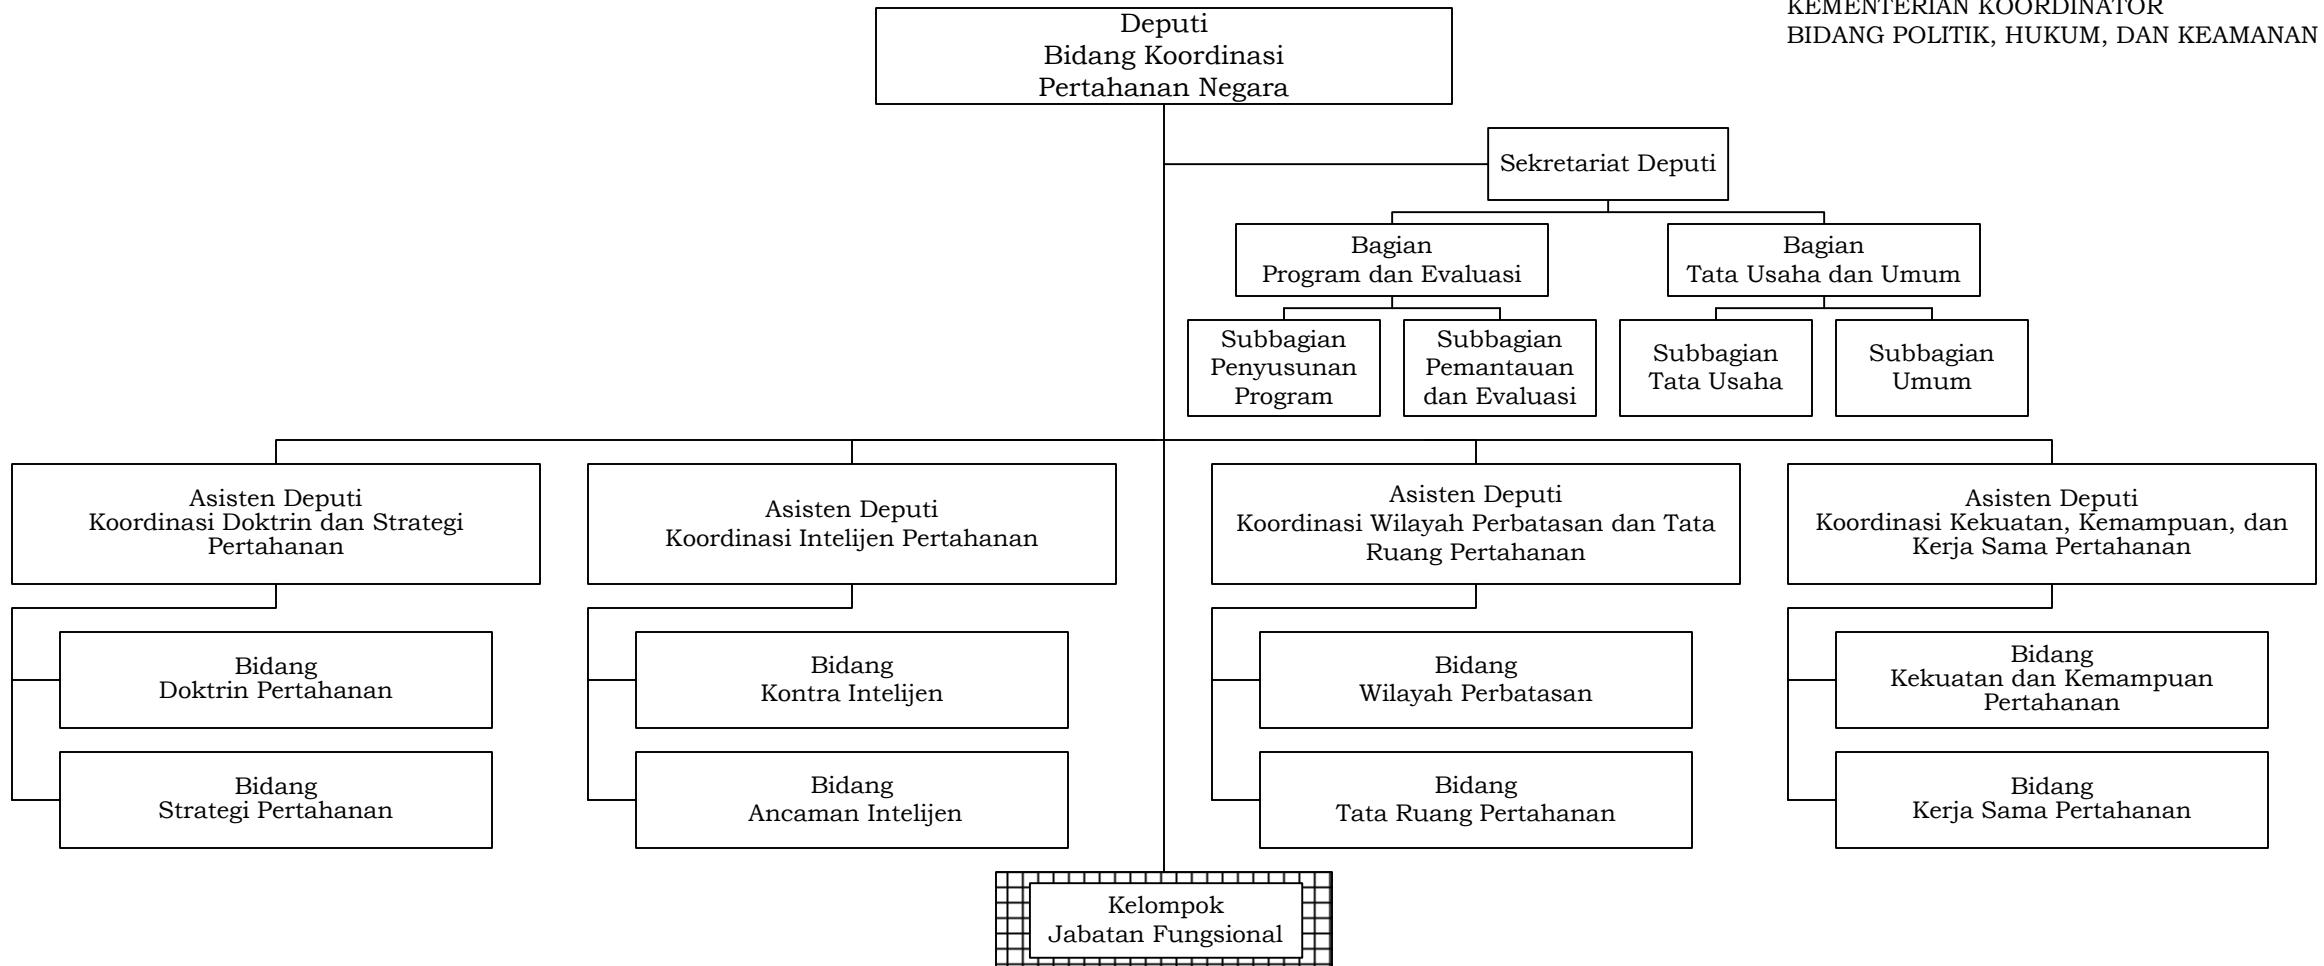 KEMENTERIAN KOORDINATOR
BIDANG POLITIK, HUKUM, DAN KEAMANAN
Deputi
Bidang Koordinasi
Pertahanan Negara
Sekretariat Deputi
Bagian
Program dan Evaluasi
Bagian
Tata Usaha dan Umum
Subbagian
Penyusunan
Program
Subbagian
Pemantauan
dan Evaluasi
Subbagian
Tata Usaha
Subbagian
Umum
Asisten Deputi
Koordinasi Doktrin dan Strategi
Pertahanan
Asisten Deputi
Koordinasi Intelijen Pertahanan
Asisten Deputi
Koordinasi Wilayah Perbatasan dan Tata
Ruang Pertahanan
Asisten Deputi
Koordinasi Kekuatan, Kemampuan, dan
Kerja Sama Pertahanan
Bidang
Doktrin Pertahanan
Bidang
Kontra Intelijen
Bidang
Wilayah Perbatasan
Bidang
Kekuatan dan Kemampuan
Pertahanan
Bidang
Strategi Pertahanan
Bidang
Ancaman Intelijen
Bidang
Tata Ruang Pertahanan
Bidang
Kerja Sama Pertahanan
Kelompok
Jabatan Fungsional